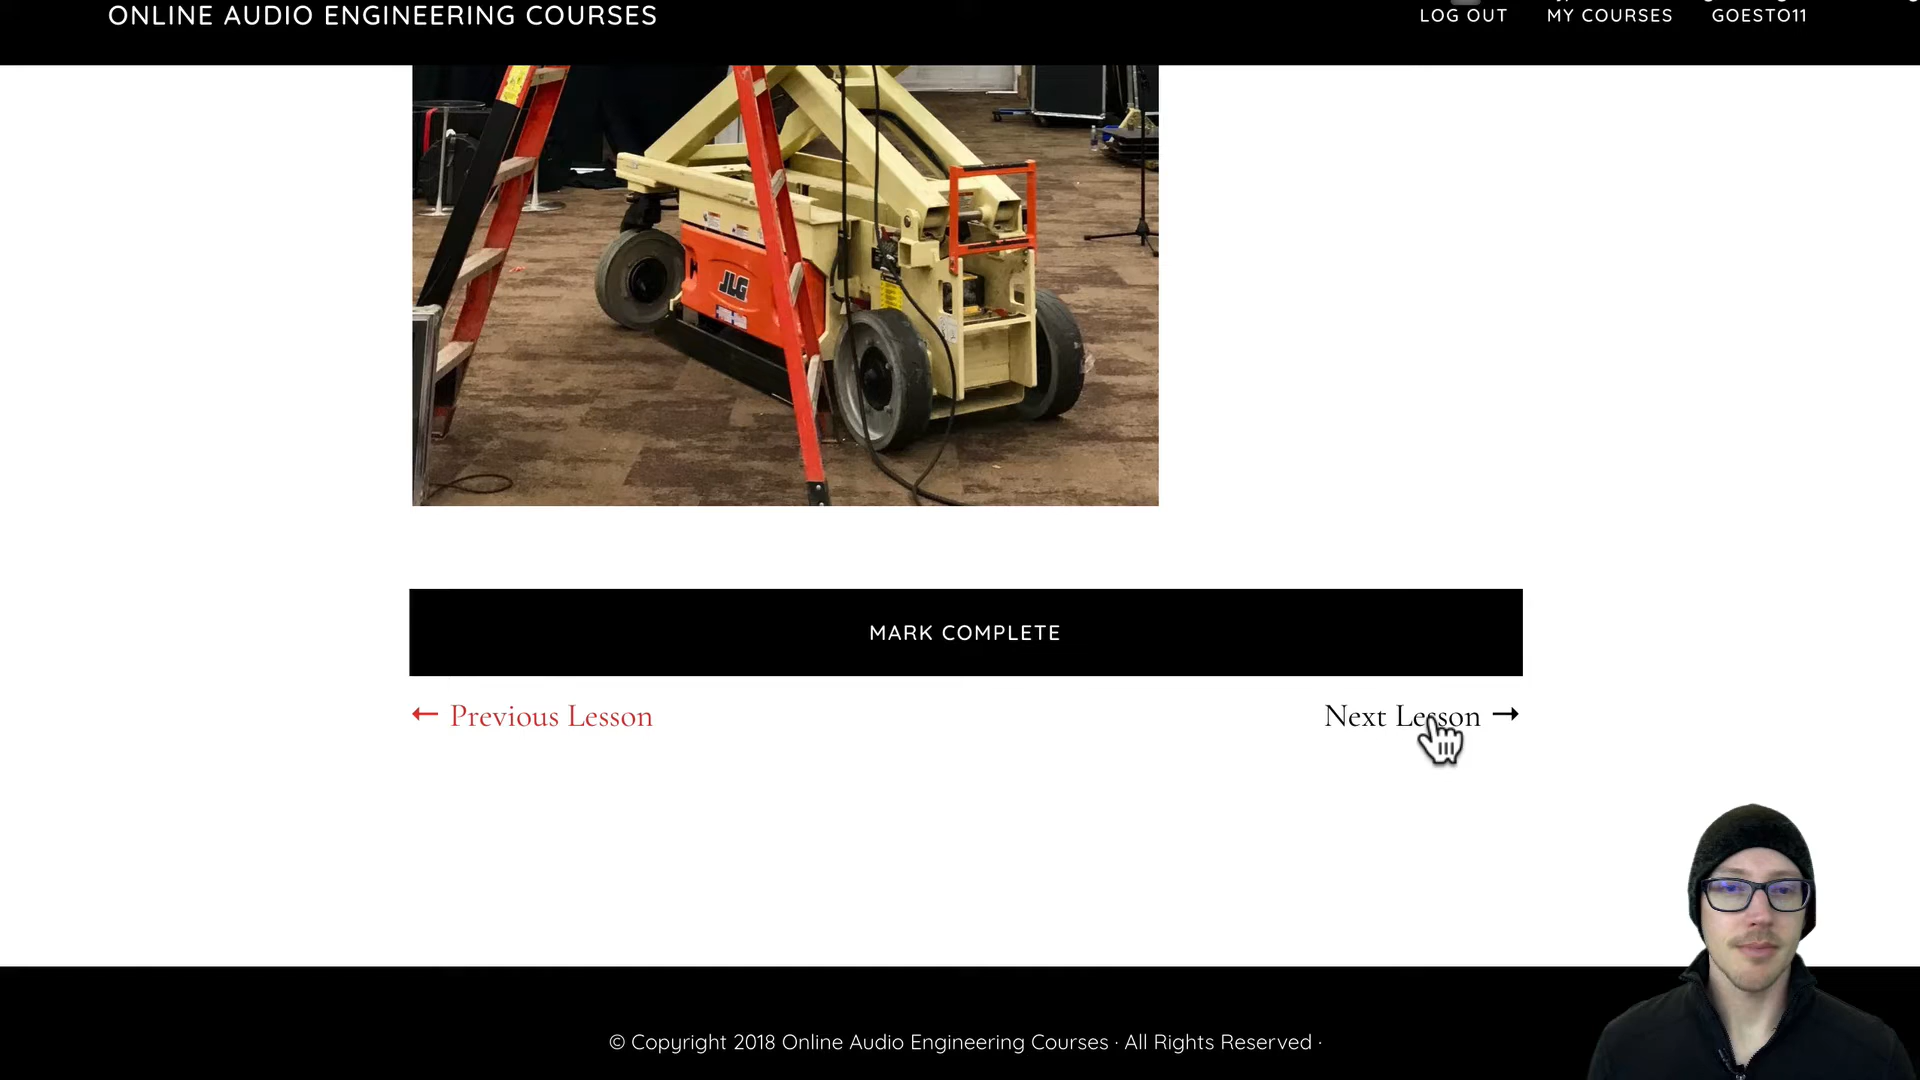 ONLINE AUDIO ENGINEERING COURSES
LOG OUT
MY COURSES
GOESTO11
JLG
MARK COMPLETE
← Previous Lesson
Next Lesson →
© Copyright 2018 Online Audio Engineering Courses · All Rights Reserved ·